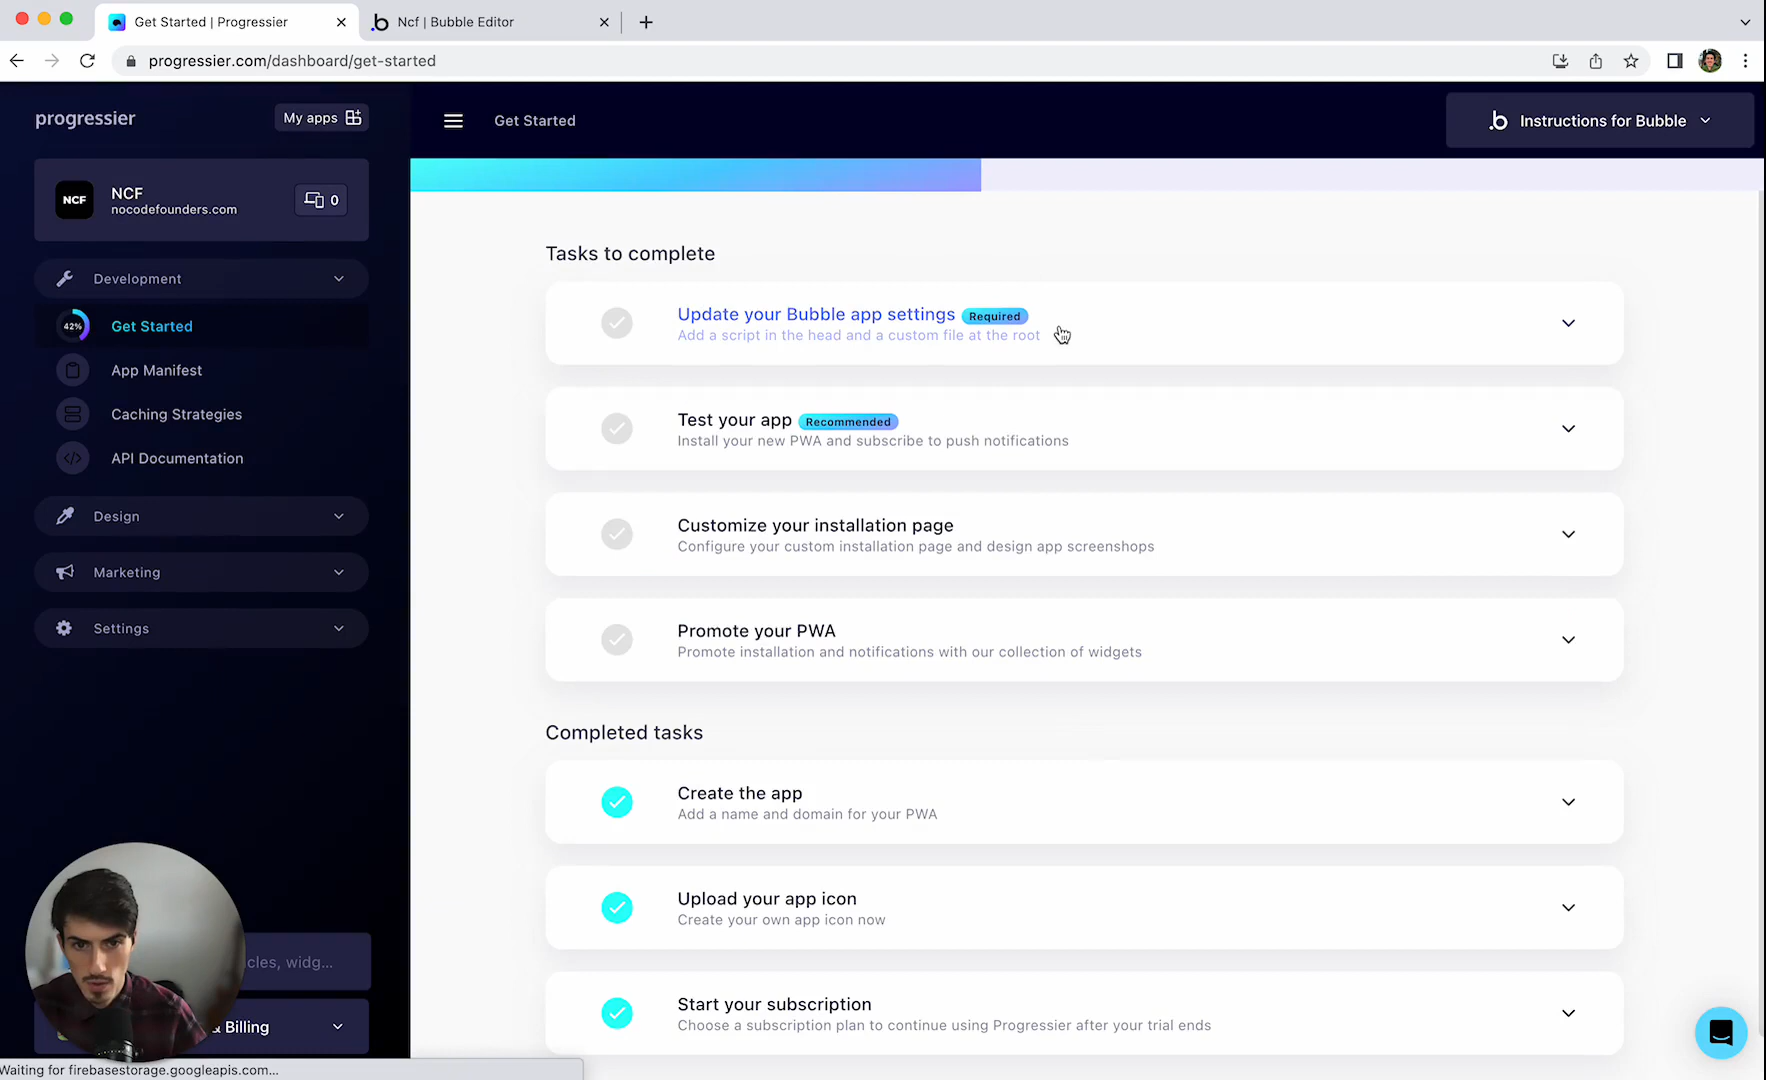 Get Started | Progressier
Ncf | Bubble Editor
progressier.com/dashboard/get-started
progressier
My apps
Get Started
Instructions for Bubble
NCF
NCF
nocodefounders.com
0
Development
42%
Get Started
App Manifest
Caching Strategies
API Documentation
Design
Marketing
Settings
cles, widg...
& Billing
Tasks to complete
Update your Bubble app settings Required
Add a script in the head and a custom file at the root
Test your app Recommended
Install your new PWA and subscribe to push notifications
Customize your installation page
Configure your custom installation page and design app screenshops
Promote your PWA
Promote installation and notifications with our collection of widgets
Completed tasks
Create the app
Add a name and domain for your PWA
Upload your app icon
Create your own app icon now
Start your subscription
Choose a subscription plan to continue using Progressier after your trial ends
Waiting for firebasestorage.googleapis.com...